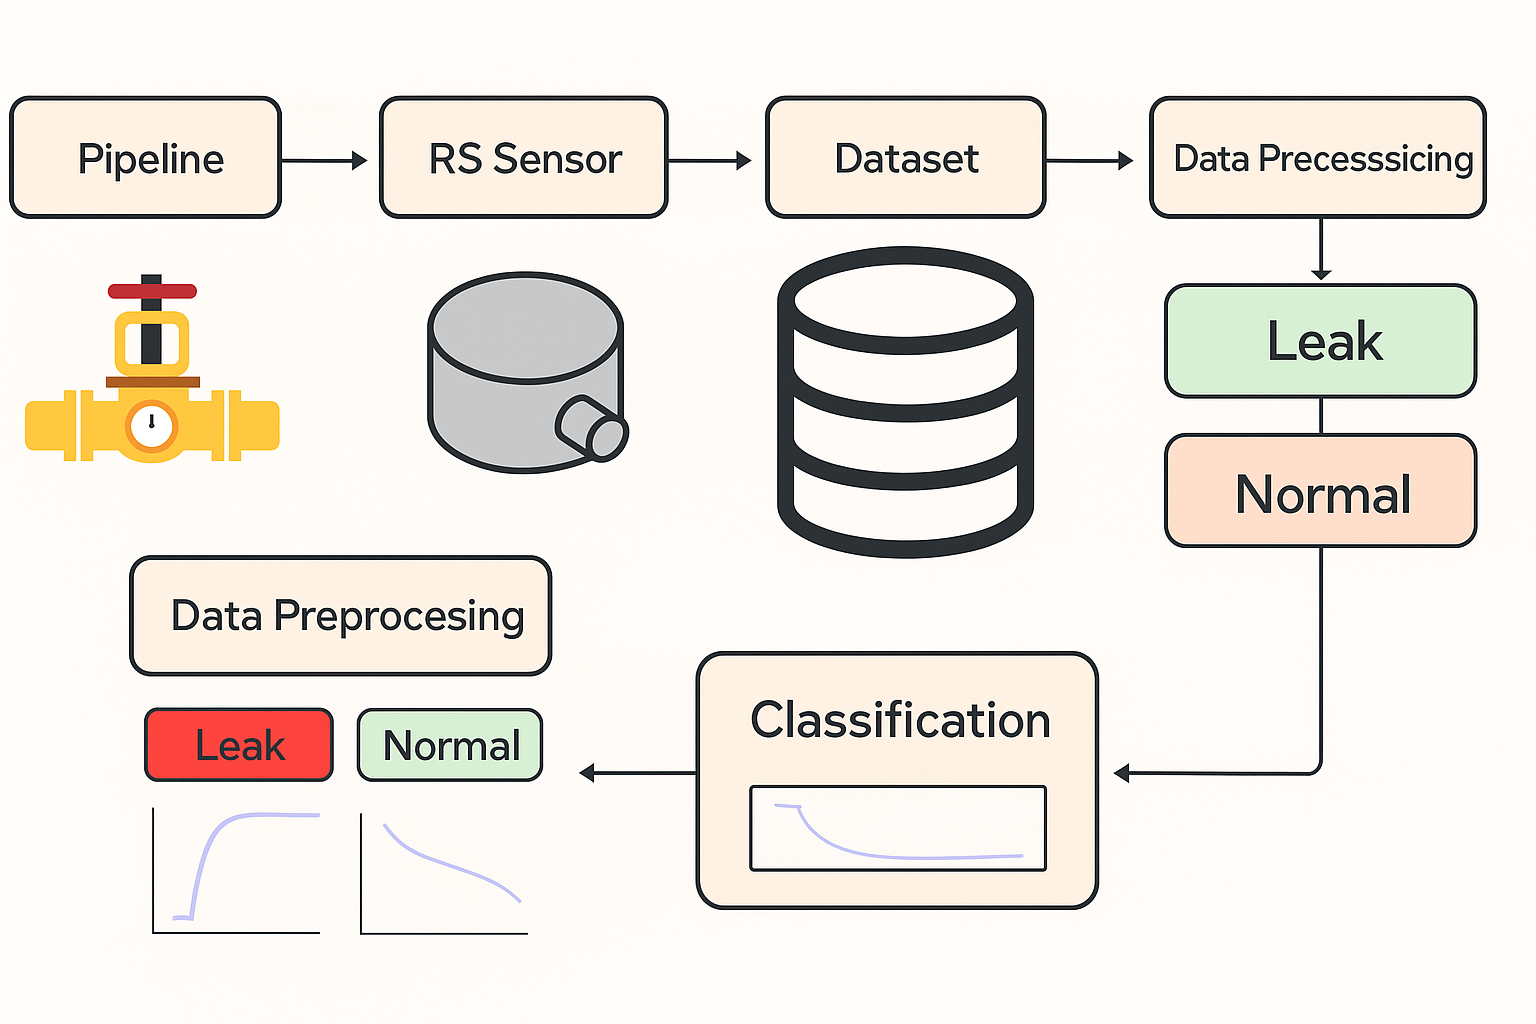 Pipeline
RS Sensor
Dataset
Data Precesssicing
Leak
Normal
Data Preprocesing
Leak
Normal
Classification